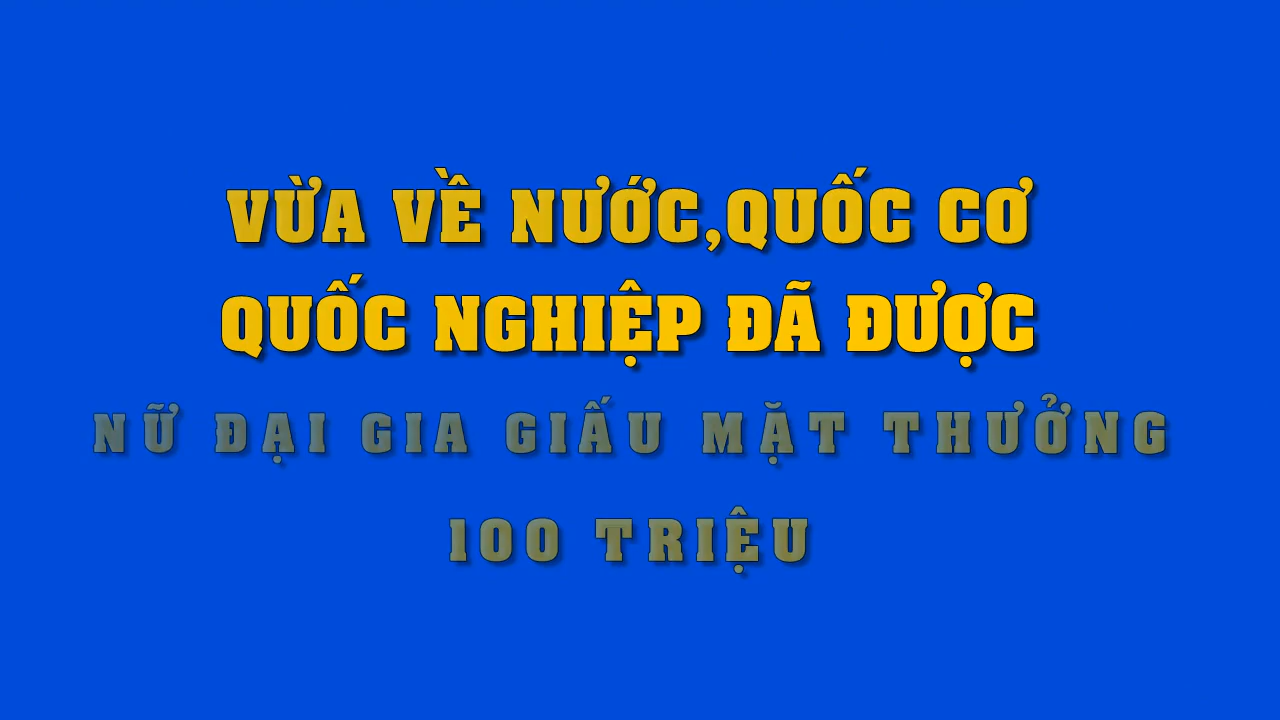 VỪA VỀ NƯỚC,QUỐC CƠ
QUỐC NGHIỆP ĐÃ ĐƯỢC
NỮ ĐẠI GIA GIẤU MẶT THƯỞNG
100 TRIỆU